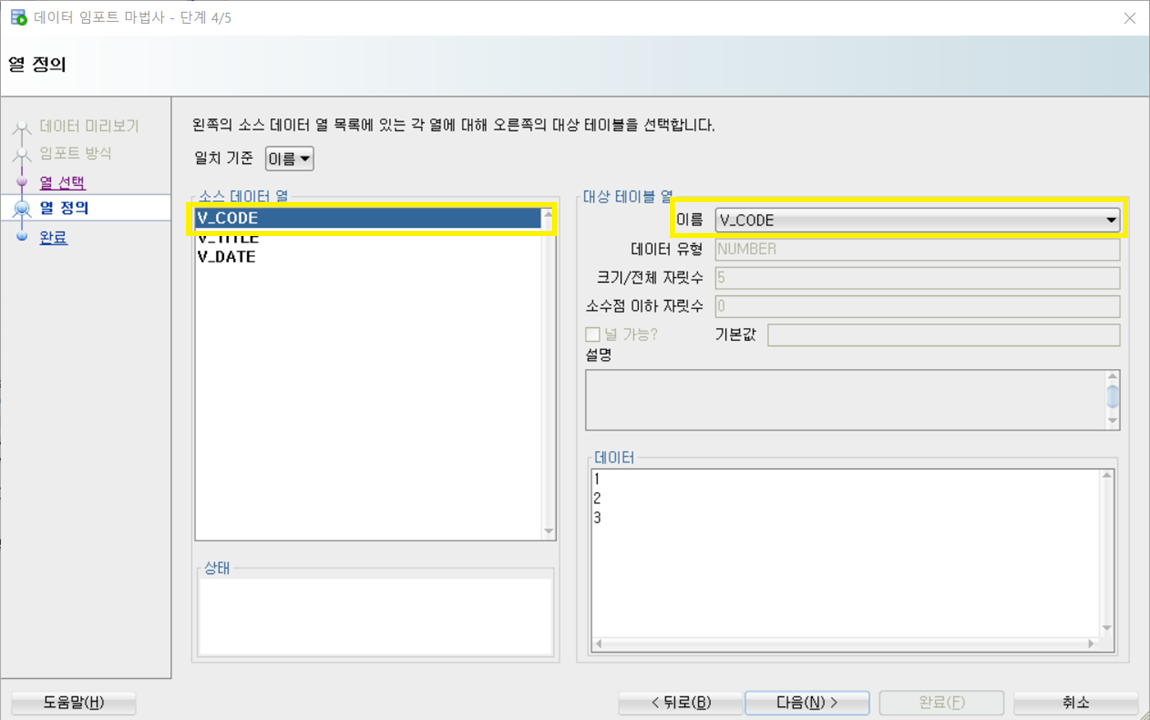 데이터 임포트 마법사 - 단계 4/5
열 정의
데이터 미리보기
임포트 방식
열 선택
열 정의
완료
왼쪽의 소스 데이터 열 목록에 있는 각 열에 대해 오른쪽의 대상 테이블을 선택합니다.
일치 기준 이름
소스 데이터 열
V_CODE
V_TITLE
V_DATE
상태
대상 테이블 열
이름 V_CODE
데이터 유형 NUMBER
크기/전체 자릿수 5
소수점 이하 자릿수 0
널 가능? 기본값
설명
데이터
1
2
3
도움말(H) < 뒤로(B) 다음(N) > 완료(F) 취소